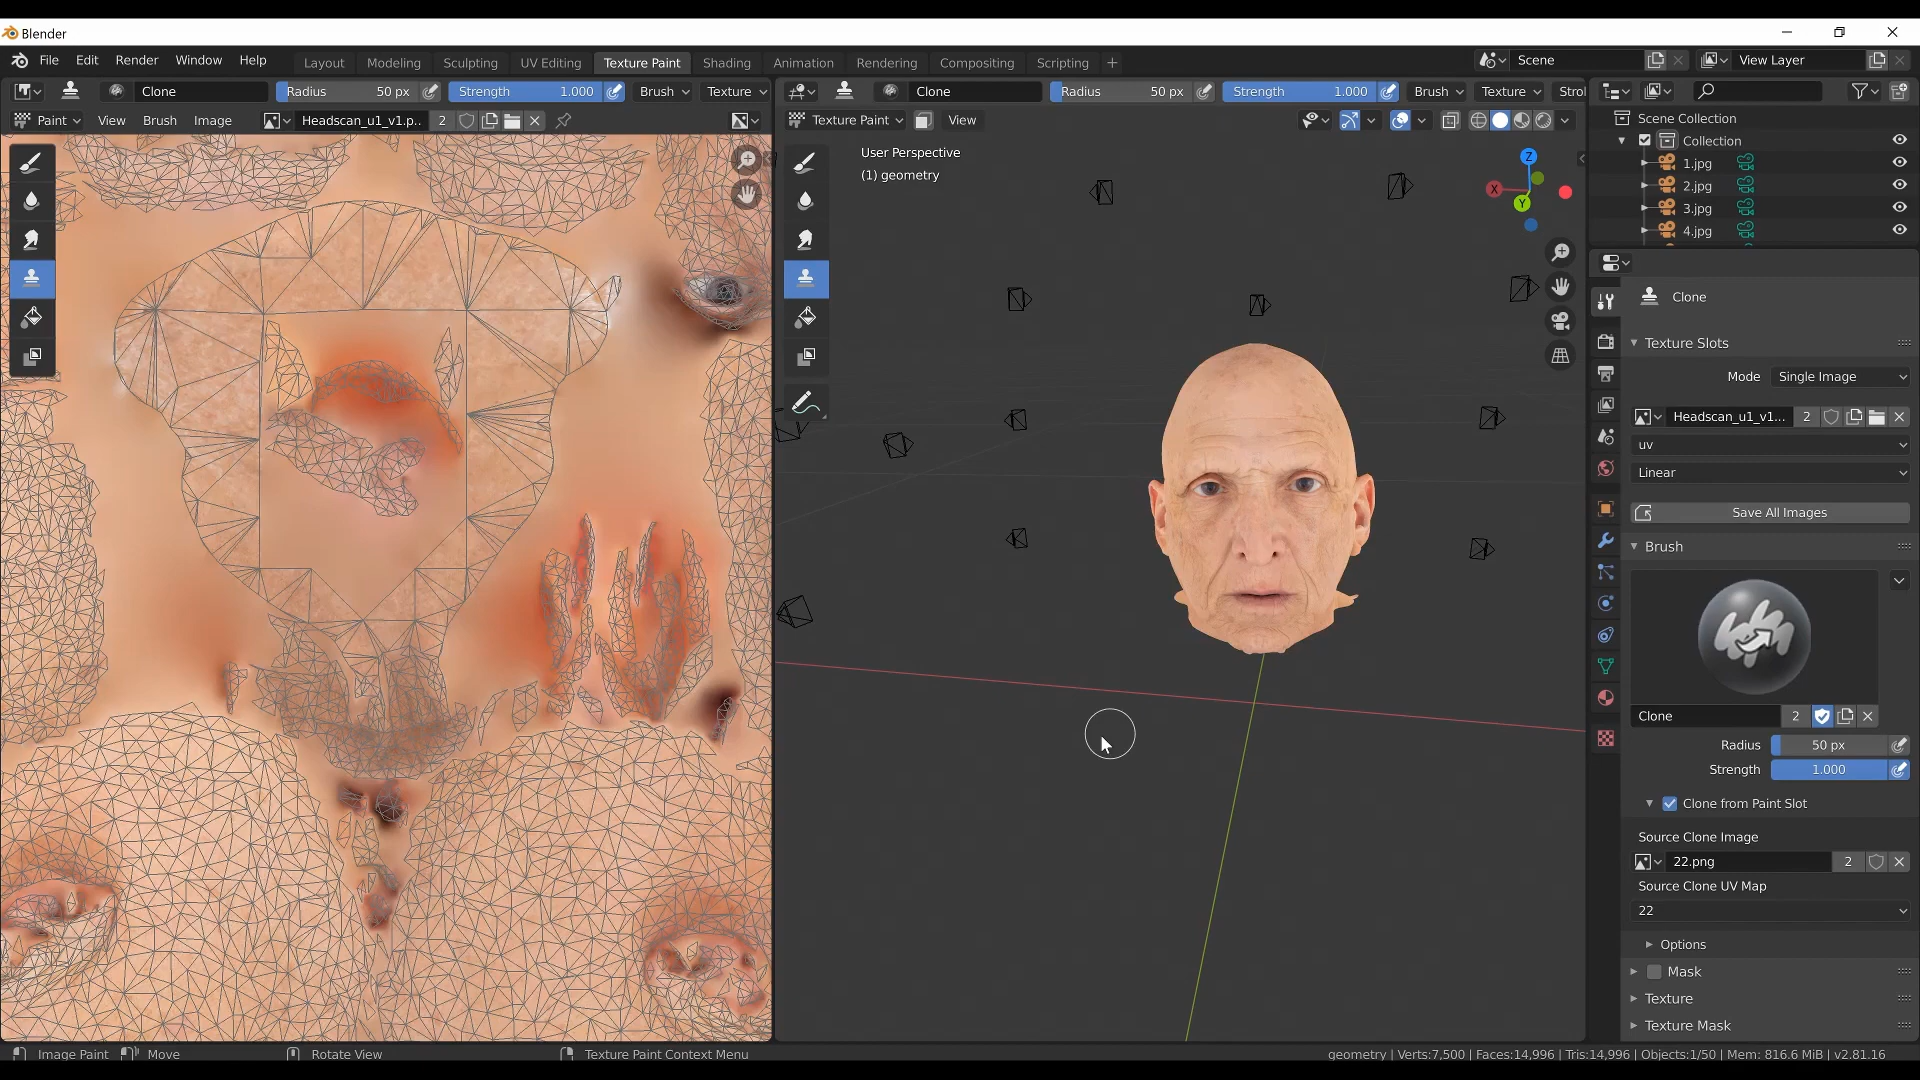 Blender
File Edit Render Window Help Layout Modeling Sculpting UV Editing Texture Paint Shading Animation Rendering Compositing Scripting + Scene View Layer
Clone Radius 50 px Strength 1.000 Brush Texture
Clone Radius 50 px Strength 1.000 Brush Texture Strol
Paint View Brush Image Headscan_u1_v1.p.. 2
Texture Paint View
User Perspective
(1) geometry
Z
X
Y
Scene Collection
Collection
1.jpg
2.jpg
3.jpg
4.jpg
Clone
Texture Slots
Mode Single Image
Headscan_u1_v1... 2
uv
Linear
Save All Images
Brush
Clone 2
Radius 50 px
Strength 1.000
Clone from Paint Slot
Source Clone Image
22.png 2
Source Clone UV Map
22
Options
Mask
Texture
Texture Mask
Image Paint Move Rotate View Texture Paint Context Menu geometry | Verts:7,500 | Faces:14,996 | Tris:14,996 | Objects:1/50 | Mem: 816.6 MiB | v2.81.16